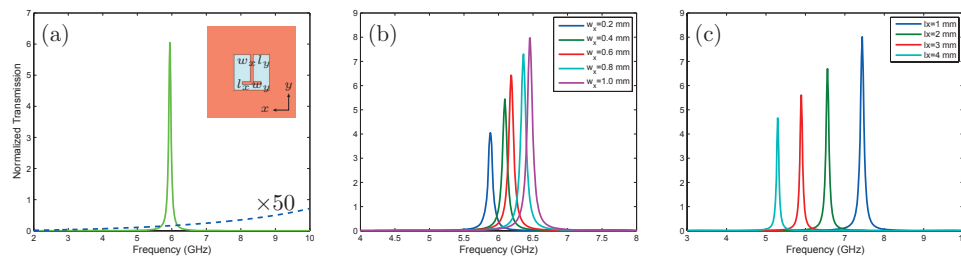 (a)
7
6
5
4
3
2
1
0
Normalized Transmission
w_x l_y
l_x w_y
y
x
×50
2 3 4 5 6 7 8 9 10
Frequency (GHz)
(b)
9
8
7
6
5
4
3
2
1
0
w_x=0.2 mm
w_x=0.4 mm
w_x=0.6 mm
w_x=0.8 mm
w_x=1.0 mm
4 4.5 5 5.5 6 6.5 7 7.5 8
Frequency (GHz)
(c)
9
8
7
6
5
4
3
2
1
0
lx=1 mm
lx=2 mm
lx=3 mm
lx=4 mm
3 4 5 6 7 8 9
Frequency (GHz)